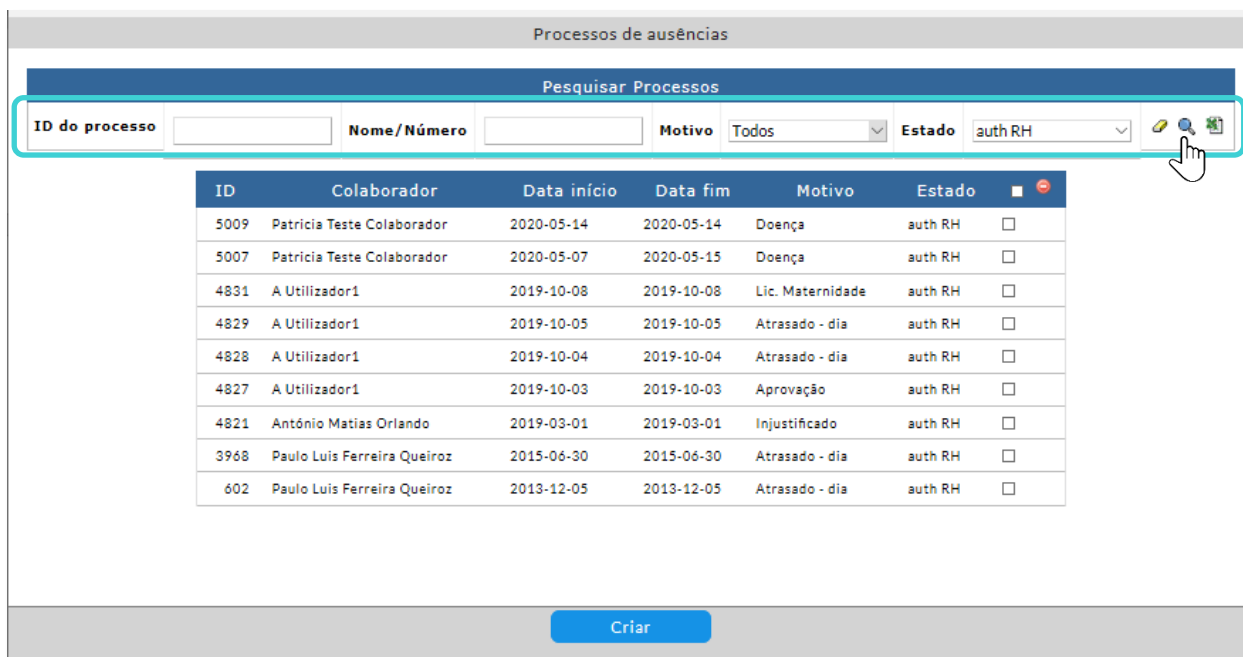 Processos de ausências
Pesquisar Processos
ID do processo Nome/Número Motivo Todos Estado auth RH
ID Colaborador Data início Data fim Motivo Estado
5009 Patricia Teste Colaborador 2020-05-14 2020-05-14 Doença auth RH
5007 Patricia Teste Colaborador 2020-05-07 2020-05-15 Doença auth RH
4831 A Utilizador1 2019-10-08 2019-10-08 Lic. Maternidade auth RH
4829 A Utilizador1 2019-10-05 2019-10-05 Atrasado - dia auth RH
4828 A Utilizador1 2019-10-04 2019-10-04 Atrasado - dia auth RH
4827 A Utilizador1 2019-10-03 2019-10-03 Aprovação auth RH
4821 António Matias Orlando 2019-03-01 2019-03-01 Injustificado auth RH
3968 Paulo Luis Ferreira Queiroz 2015-06-30 2015-06-30 Atrasado - dia auth RH
602 Paulo Luis Ferreira Queiroz 2013-12-05 2013-12-05 Atrasado - dia auth RH
Criar